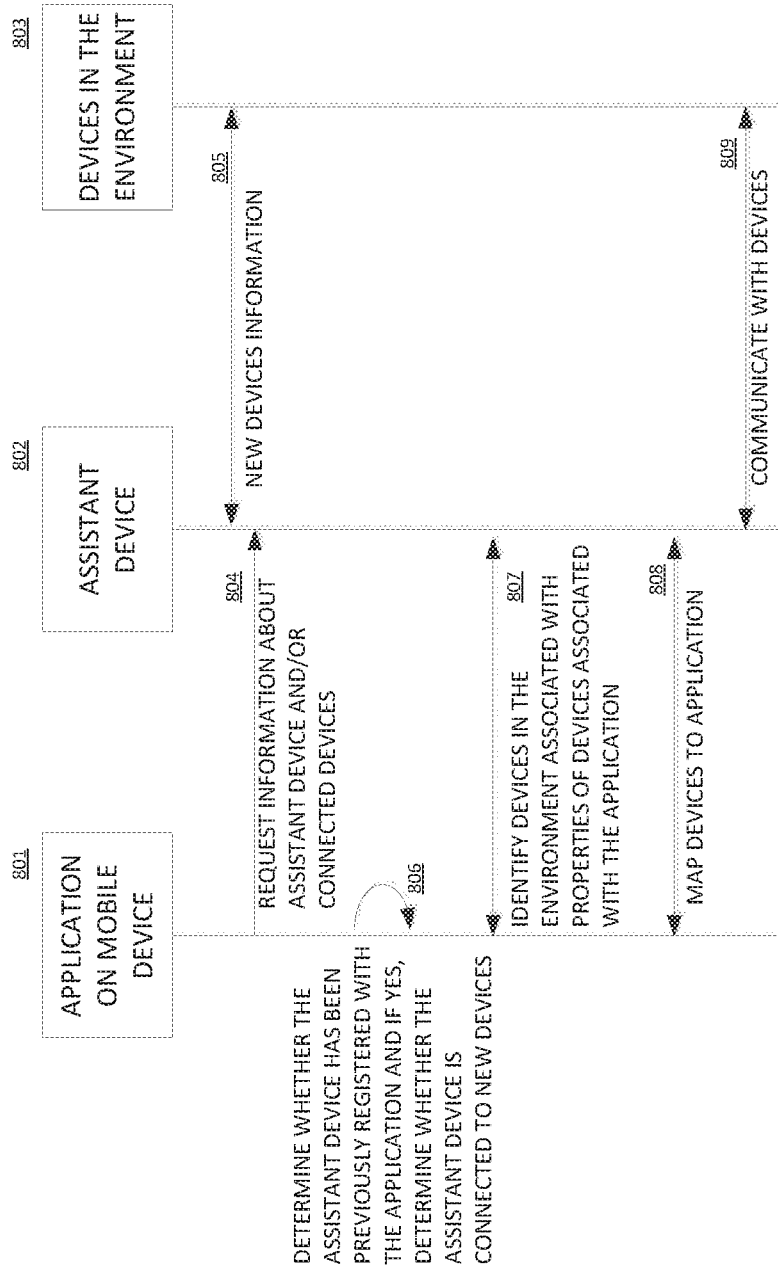 801
APPLICATION
ON MOBILE
DEVICE
802
ASSISTANT
DEVICE
803
DEVICES IN THE
ENVIRONMENT
805
NEW DEVICES INFORMATION
804
REQUEST INFORMATION ABOUT
ASSISTANT DEVICE AND/OR
CONNECTED DEVICES
806
DETERMINE WHETHER THE
ASSISTANT DEVICE HAS BEEN
PREVIOUSLY REGISTERED WITH
THE APPLICATION AND IF YES,
DETERMINE WHETHER THE
ASSISTANT DEVICE IS
CONNECTED TO NEW DEVICES
807
IDENTIFY DEVICES IN THE
ENVIRONMENT ASSOCIATED WITH
PROPERTIES OF DEVICES ASSOCIATED
WITH THE APPLICATION
808
MAP DEVICES TO APPLICATION
809
COMMUNICATE WITH DEVICES